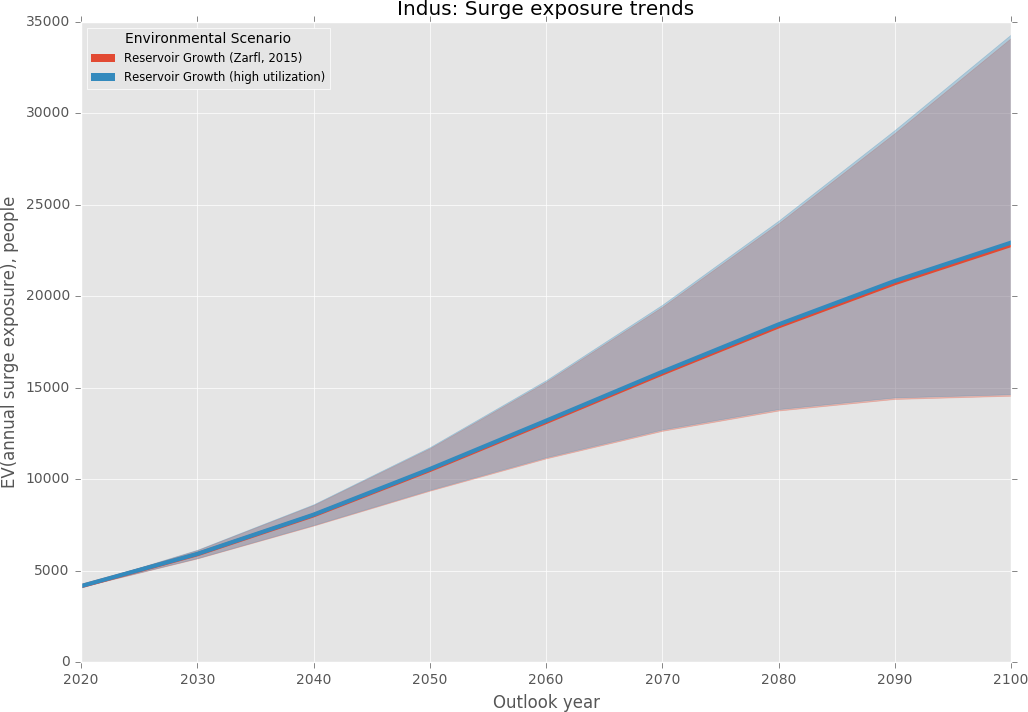 Indus: Surge exposure trends
Environmental Scenario
Reservoir Growth (Zarfl, 2015)
Reservoir Growth (high utilization)
EV(annual surge exposure), people
35000
30000
25000
20000
15000
10000
5000
0
2020 2030 2040 2050 2060 2070 2080 2090 2100
Outlook year